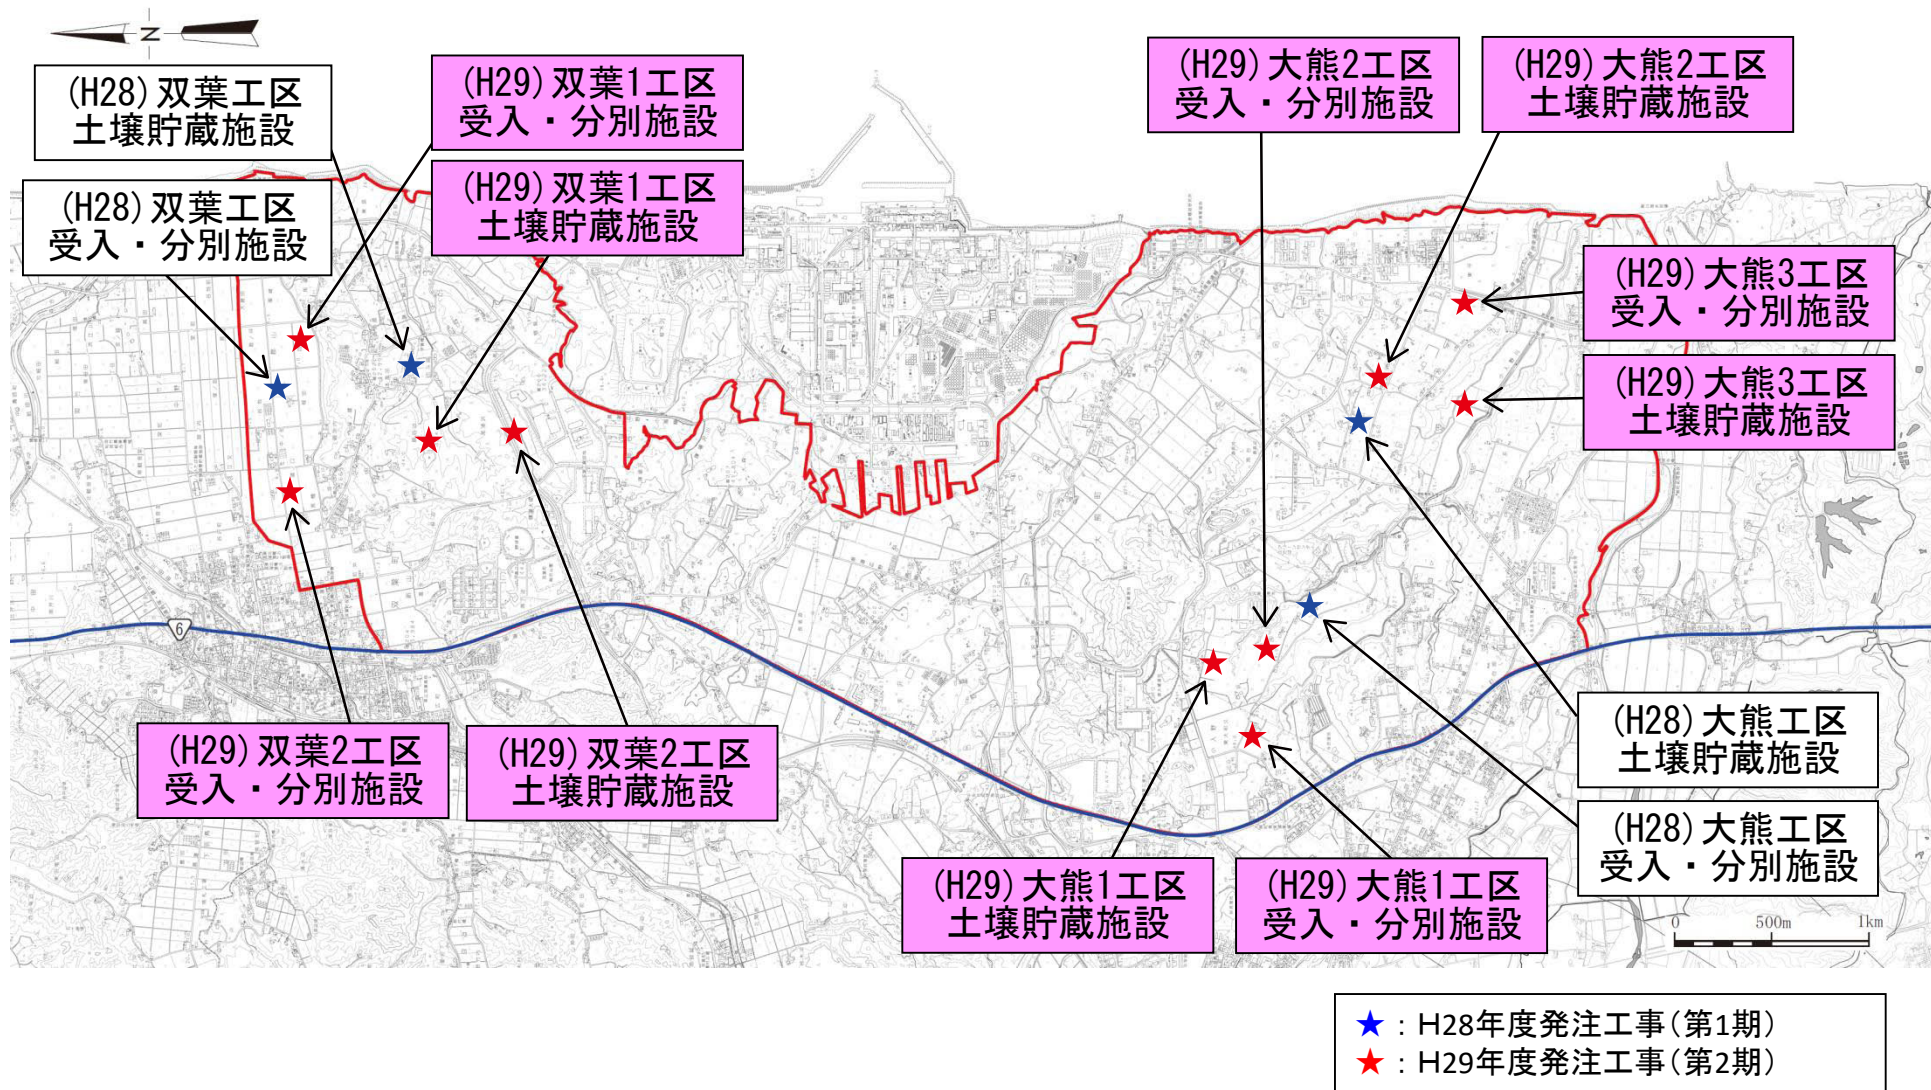 N
(H28)双葉工区
土壌貯蔵施設
(H29)双葉1工区
受入・分別施設
(H29)大熊2工区
受入・分別施設
(H29)大熊2工区
土壌貯蔵施設
(H28)双葉工区
受入・分別施設
(H29)双葉1工区
土壌貯蔵施設
(H29)大熊3工区
受入・分別施設
(H29)大熊3工区
土壌貯蔵施設
6
(H29)双葉2工区
受入・分別施設
(H29)双葉2工区
土壌貯蔵施設
(H28)大熊工区
土壌貯蔵施設
(H28)大熊工区
受入・分別施設
(H29)大熊1工区
土壌貯蔵施設
(H29)大熊1工区
受入・分別施設
0 500m 1km
★：H28年度発注工事（第1期）
★：H29年度発注工事（第2期）